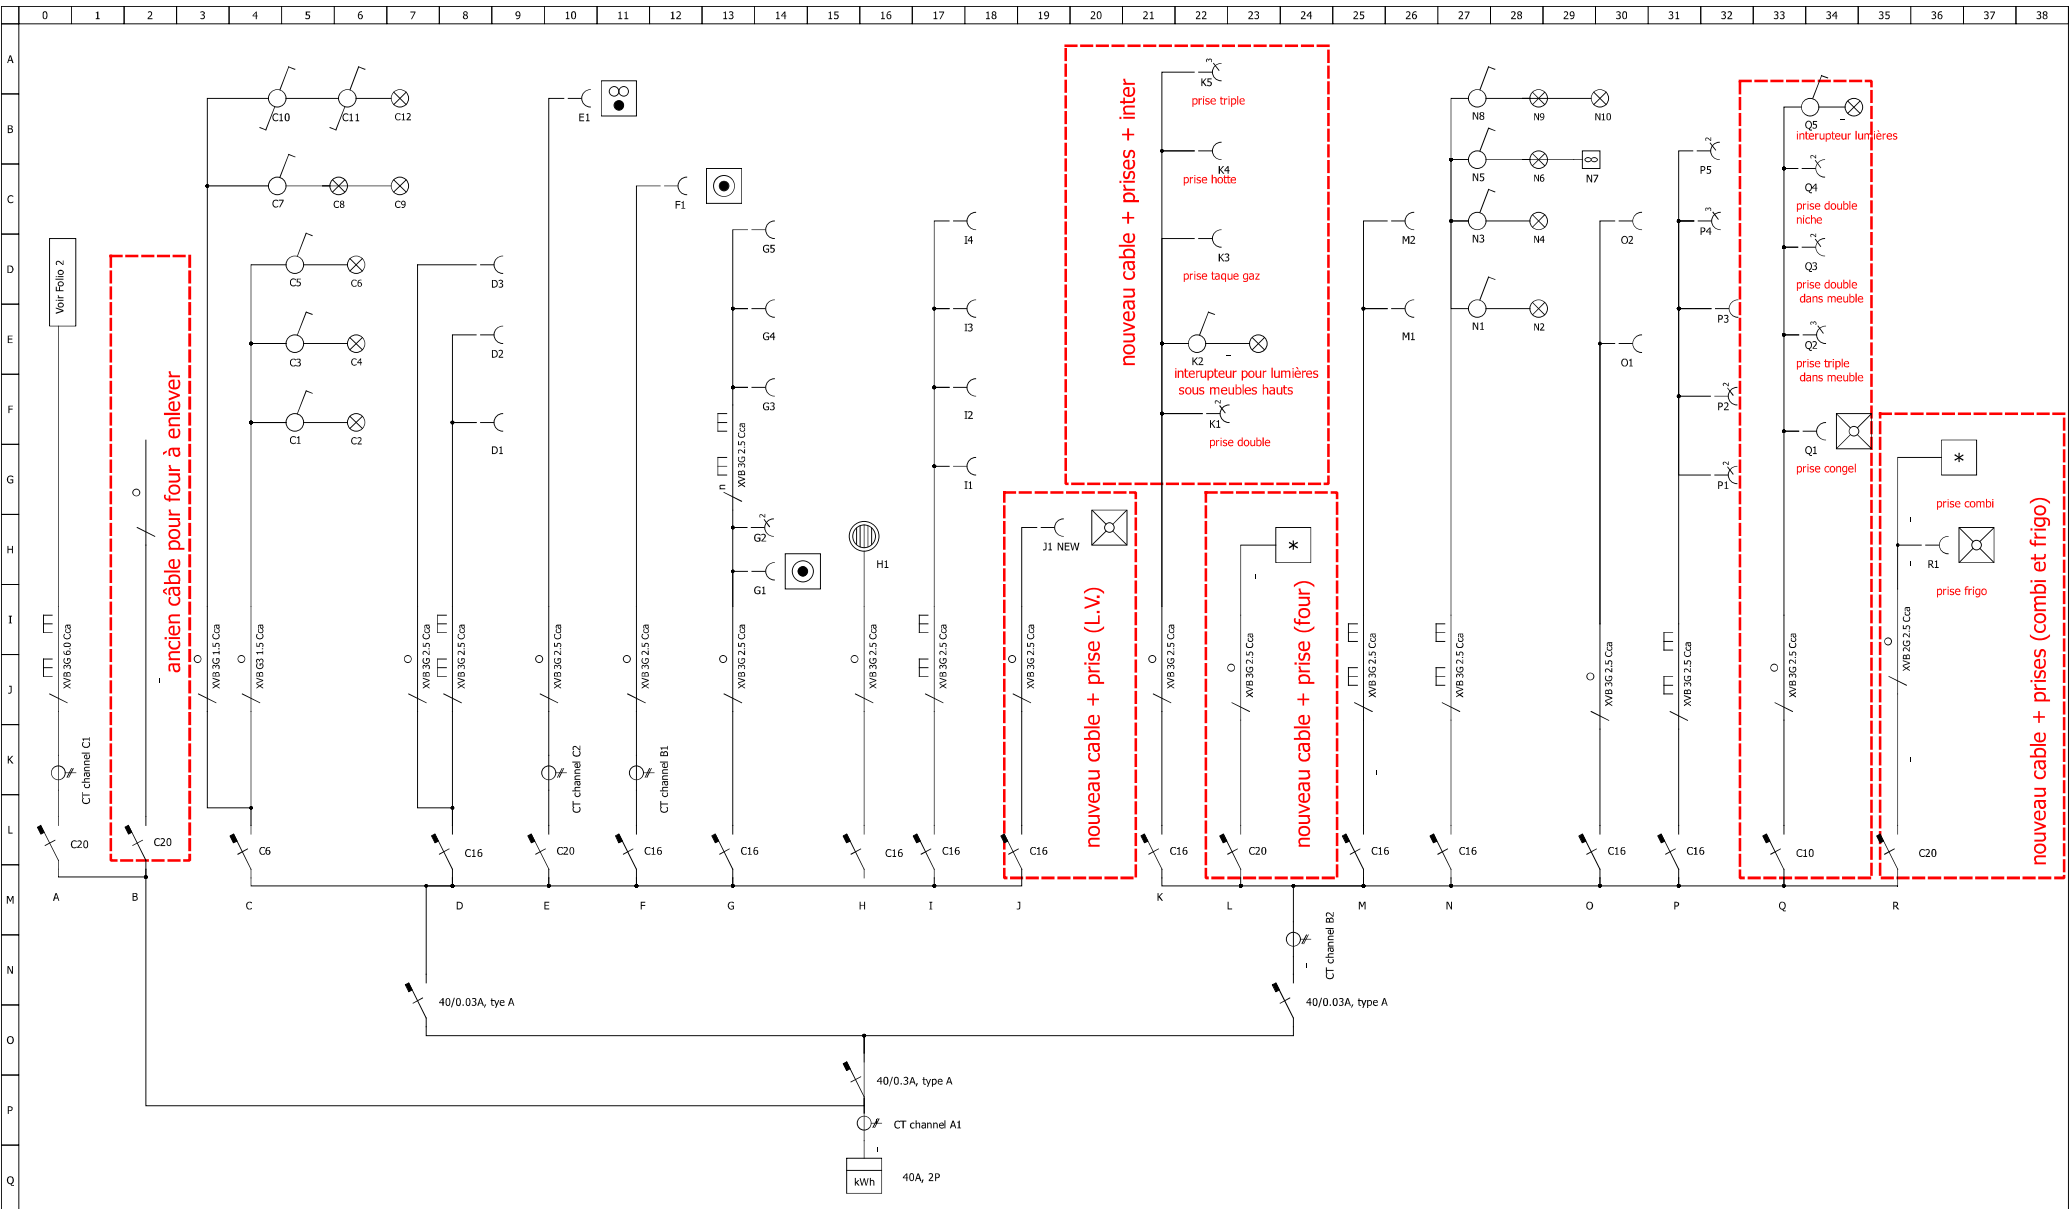 0 1 2 3 4 5 6 7 8 9 10 11 12 13 14 15 16 17 18 19 20 21 22 23 24 25 26 27 28 29 30 31 32 33 34 35 36 37 38
A
B
C
D
E
F
G
H
I
J
K
L
M
N
O
P
Q
Voir Folio 2
XVB 3G 6.0 Cca
CT channel C1
C20
A
ancien câble pour four à enlever
C20
B
C10
C11
C12
C7
C8
C9
C5
C6
C3
C4
C1
C2
XVB 3G 1.5 Cca
XVB G3 1.5 Cca
C6
C
D3
D2
D1
XVB 3G 2.5 Cca
XVB 3G 2.5 Cca
C16
D
E1
XVB 3G 2.5 Cca
CT channel C2
C20
E
F1
XVB 3G 2.5 Cca
CT channel B1
C16
F
G5
G4
G3
XVB 3G 2.5 Cca
n
2
G2
G1
XVB 3G 2.5 Cca
C16
G
H1
XVB 3G 2.5 Cca
C16
H
I4
I3
I2
I1
XVB 3G 2.5 Cca
C16
I
J1 NEW
nouveau cable + prise (L.V.)
XVB 3G 2.5 Cca
C16
J
nouveau cable + prises + inter
3
K5
prise triple
K4
prise hotte
K3
prise taque gaz
K2
interupteur pour lumières
sous meubles hauts
2
K1
prise double
XVB 3G 2.5 Cca
C16
K
*
nouveau cable + prise (four)
XVB 3G 2.5 Cca
C20
L
M2
M1
XVB 3G 2.5 Cca
C16
M
N8
N9
N10
N5
N6
N7
N3
N4
N1
N2
XVB 3G 2.5 Cca
C16
N
O2
O1
XVB 3G 2.5 Cca
C16
O
2
P5
3
P4
P3
2
P2
2
P1
XVB 3G 2.5 Cca
C16
P
Q5
interupteur lumières
2
Q4
prise double
niche
2
Q3
prise double
dans meuble
3
Q2
prise triple
dans meuble
Q1
prise congel
XVB 3G 2.5 Cca
C10
Q
*
prise combi
R1
prise frigo
nouveau cable + prises (combi et frigo)
XVB 2G 2.5 Cca
C20
R
CT channel B2
40/0.03A, tye A
40/0.03A, type A
40/0.3A, type A
CT channel A1
kWh
40A, 2P